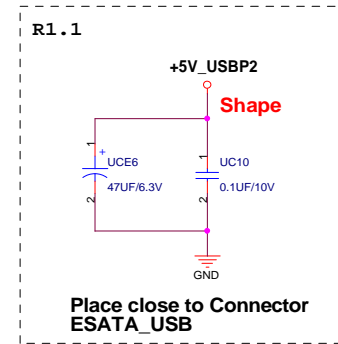 R1.1
+5V_USBP2
Shape
1
+
UCE6
47UF/6.3V
2
1
UC10
0.1UF/10V
2
GND
Place close to Connector
ESATA_USB